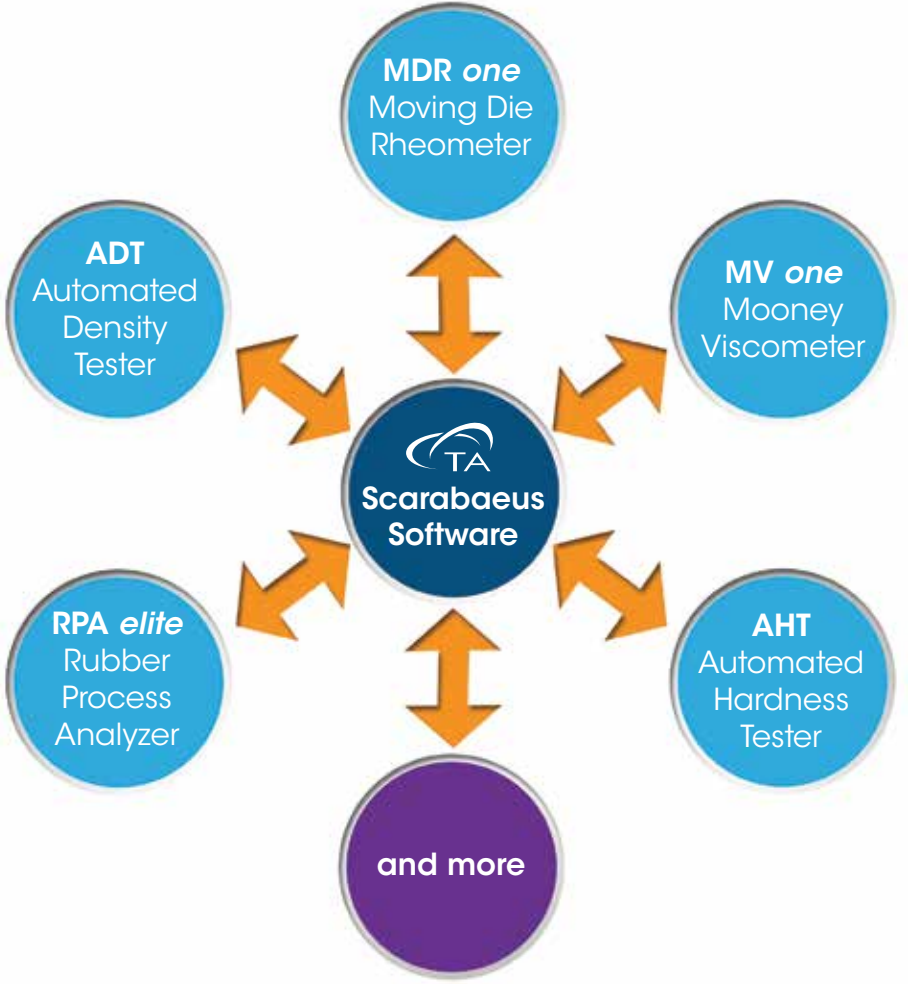 MDR one
Moving Die
Rheometer
ADT
Automated
Density
Tester
MV one
Mooney
Viscometer
TA
Scarabaeus
Software
RPA elite
Rubber
Process
Analyzer
AHT
Automated
Hardness
Tester
and more